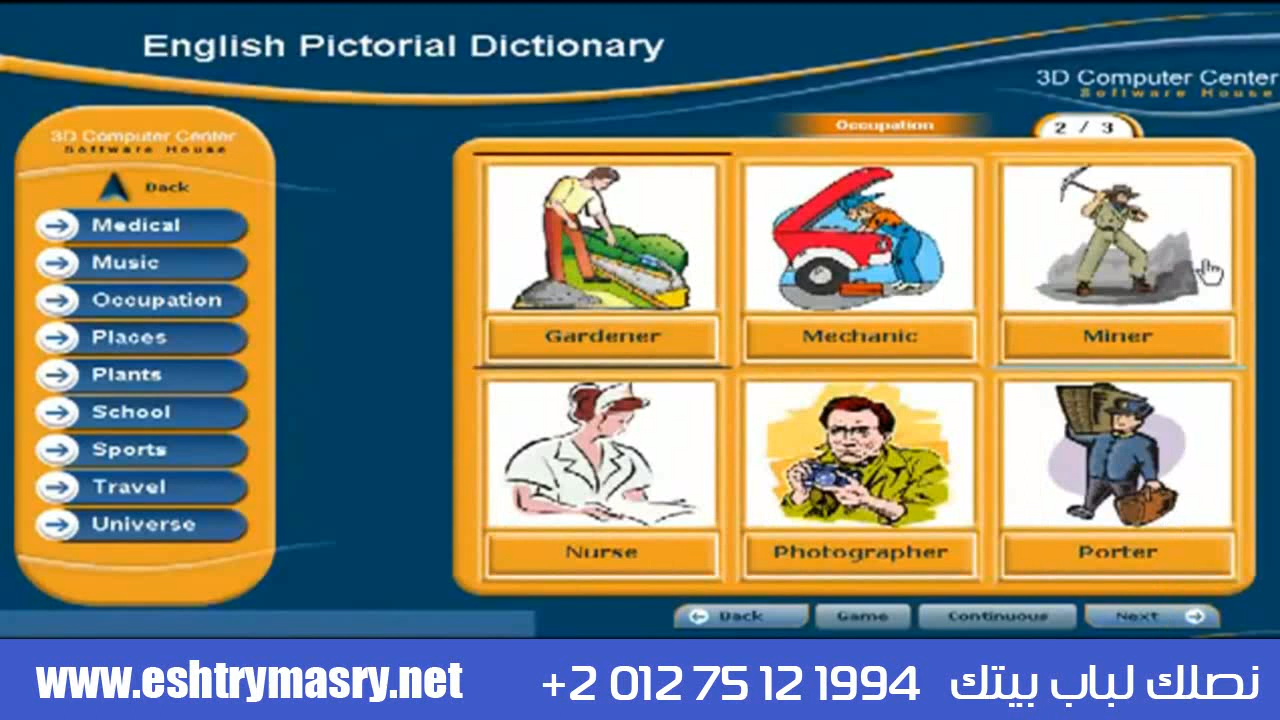 English Pictorial Dictionary
3D Computer Center
Software House
3D Computer Center
Software House
Back
Medical
Music
Occupation
Places
Plants
School
Sports
Travel
Universe
Occupation
2 / 3
Gardener
Mechanic
Miner
Nurse
Photographer
Porter
Back
Game
Continuous
Next
www.eshtrymasry.net
+2 012 75 12 1994
نصلك لباب بيتك